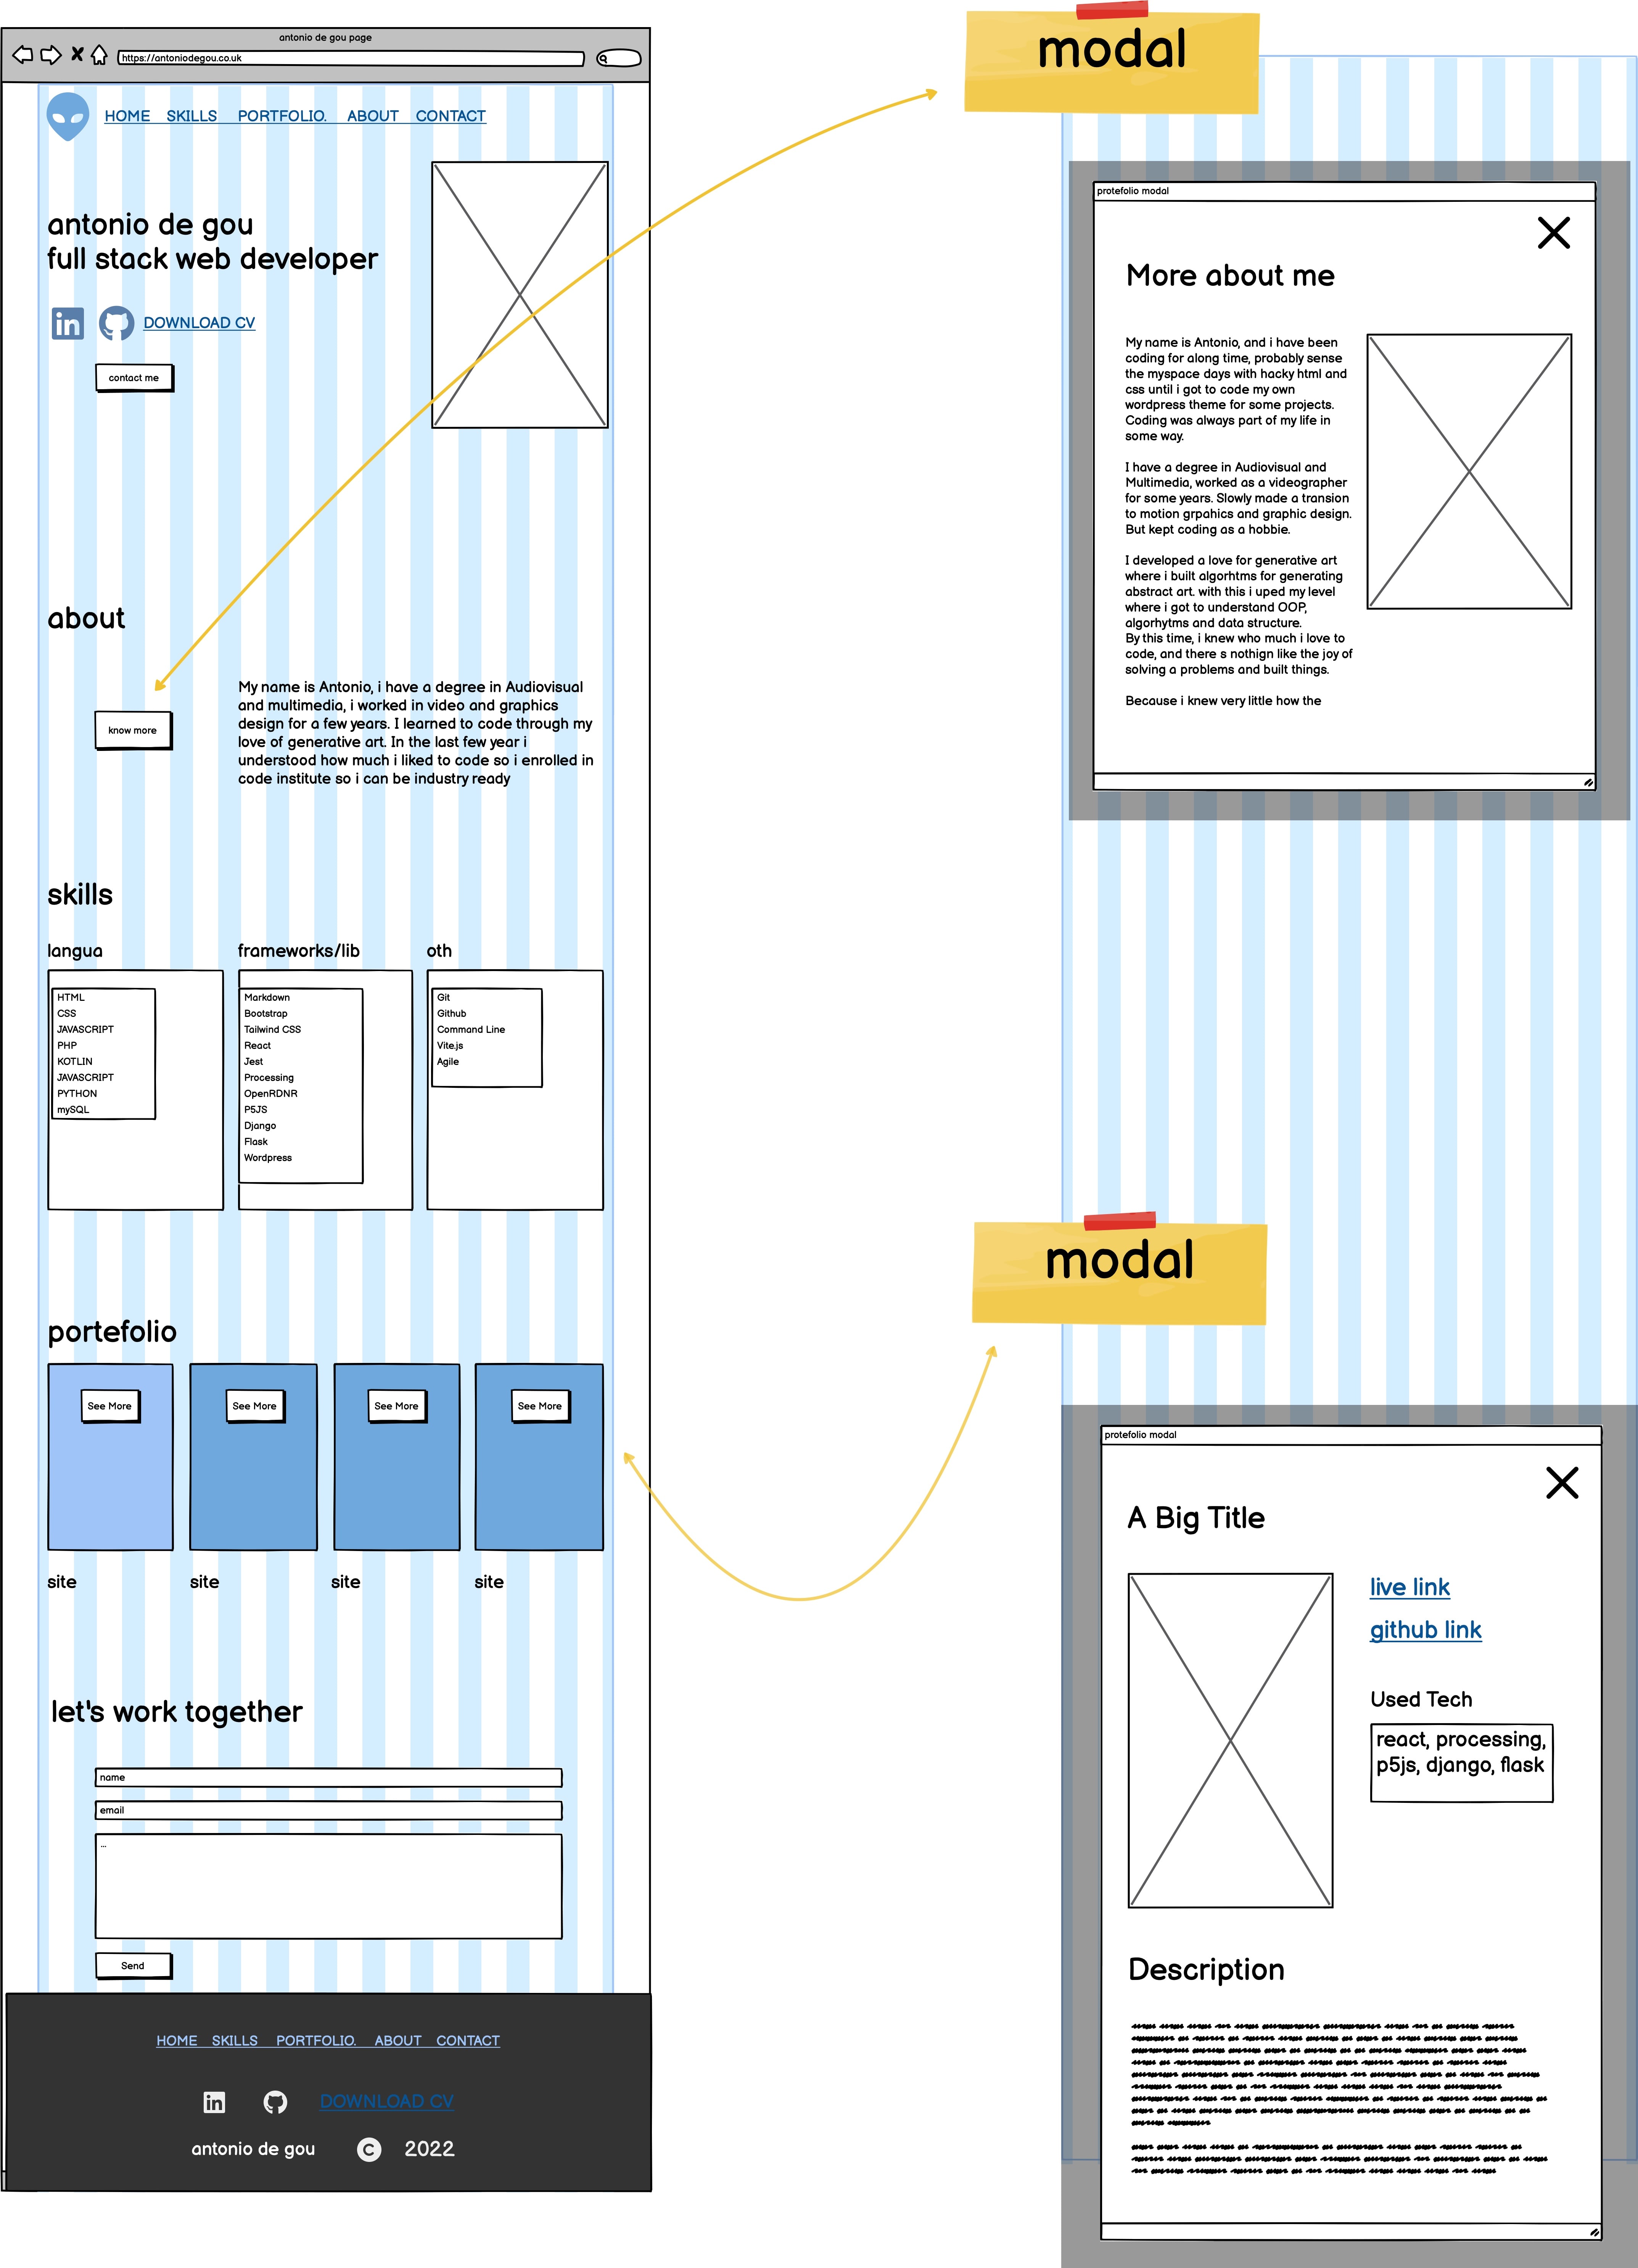 antonio de gou page
https://antoniodegou.co.uk
HOME SKILLS PORTFOLIO. ABOUT CONTACT
antonio de gou
full stack web developer
in DOWNLOAD CV
contact me
about
know more
My name is Antonio, i have a degree in Audiovisual
and multimedia, i worked in video and graphics
design for a few years. I learned to code through my
love of generative art. In the last few year i
understood how much i liked to code so i enrolled in
code institute so i can be industry ready
skills
langua
HTML
CSS
JAVASCRIPT
PHP
KOTLIN
JAVASCRIPT
PYTHON
mySQL
frameworks/lib
Markdown
Bootstrap
Tailwind CSS
React
Jest
Processing
OpenRDNR
P5JS
Django
Flask
Wordpress
oth
Git
Github
Command Line
Vite.js
Agile
portefolio
See More See More See More See More
site site site site
let's work together
name
email
...
Send
HOME SKILLS PORTFOLIO. ABOUT CONTACT
in DOWNLOAD CV
antonio de gou © 2022
modal
protefolio modal
More about me
My name is Antonio, and i have been
coding for along time, probably sense
the myspace days with hacky html and
css until i got to code my own
wordpress theme for some projects.
Coding was always part of my life in
some way.
I have a degree in Audiovisual and
Multimedia, worked as a videographer
for some years. Slowly made a transion
to motion grpahics and graphic design.
But kept coding as a hobbie.
I developed a love for generative art
where i built algorhtms for generating
abstract art. with this i uped my level
where i got to understand OOP,
algorhytms and data structure.
By this time, i knew who much i love to
code, and there s nothign like the joy of
solving a problems and built things.
Because i knew very little how the
modal
protefolio modal
A Big Title
live link
github link
Used Tech
react, processing,
p5js, django, flask
Description